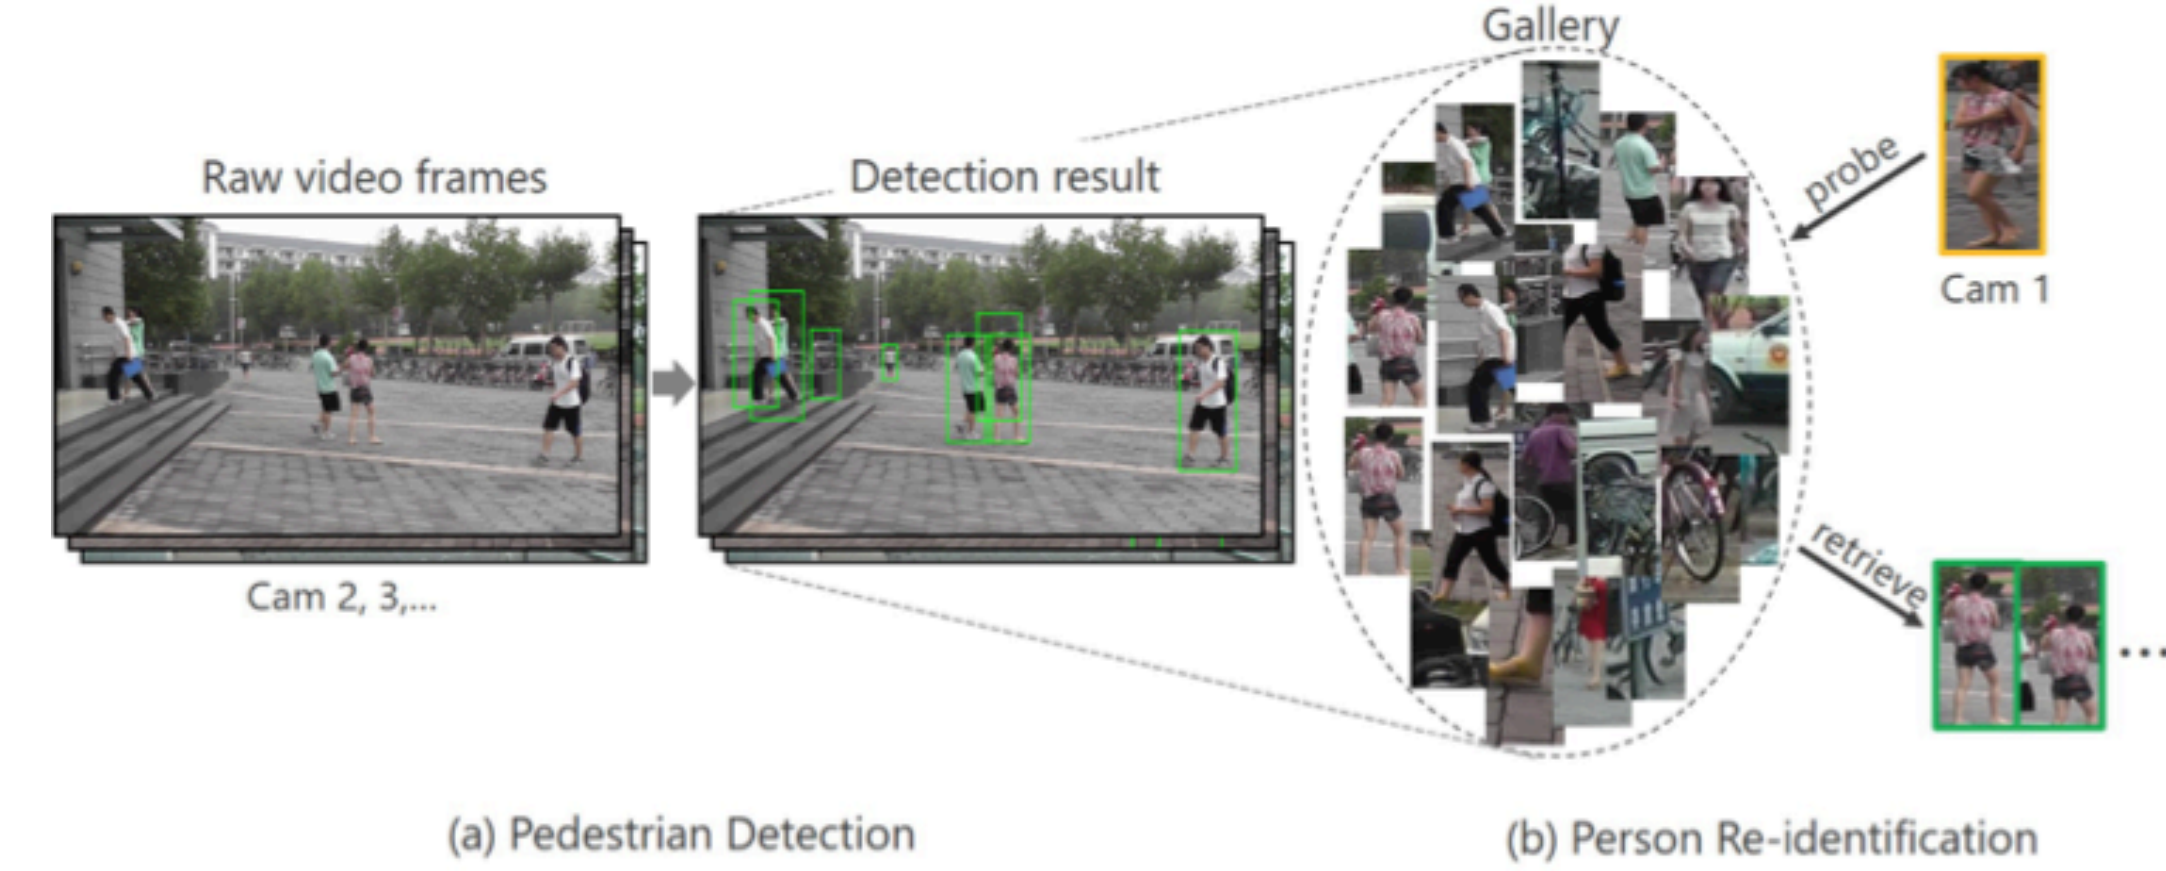 Gallery
Raw video frames
Detection result
probe
Cam 1
retrieve
Cam 2, 3,...
...
(a) Pedestrian Detection
(b) Person Re-identification